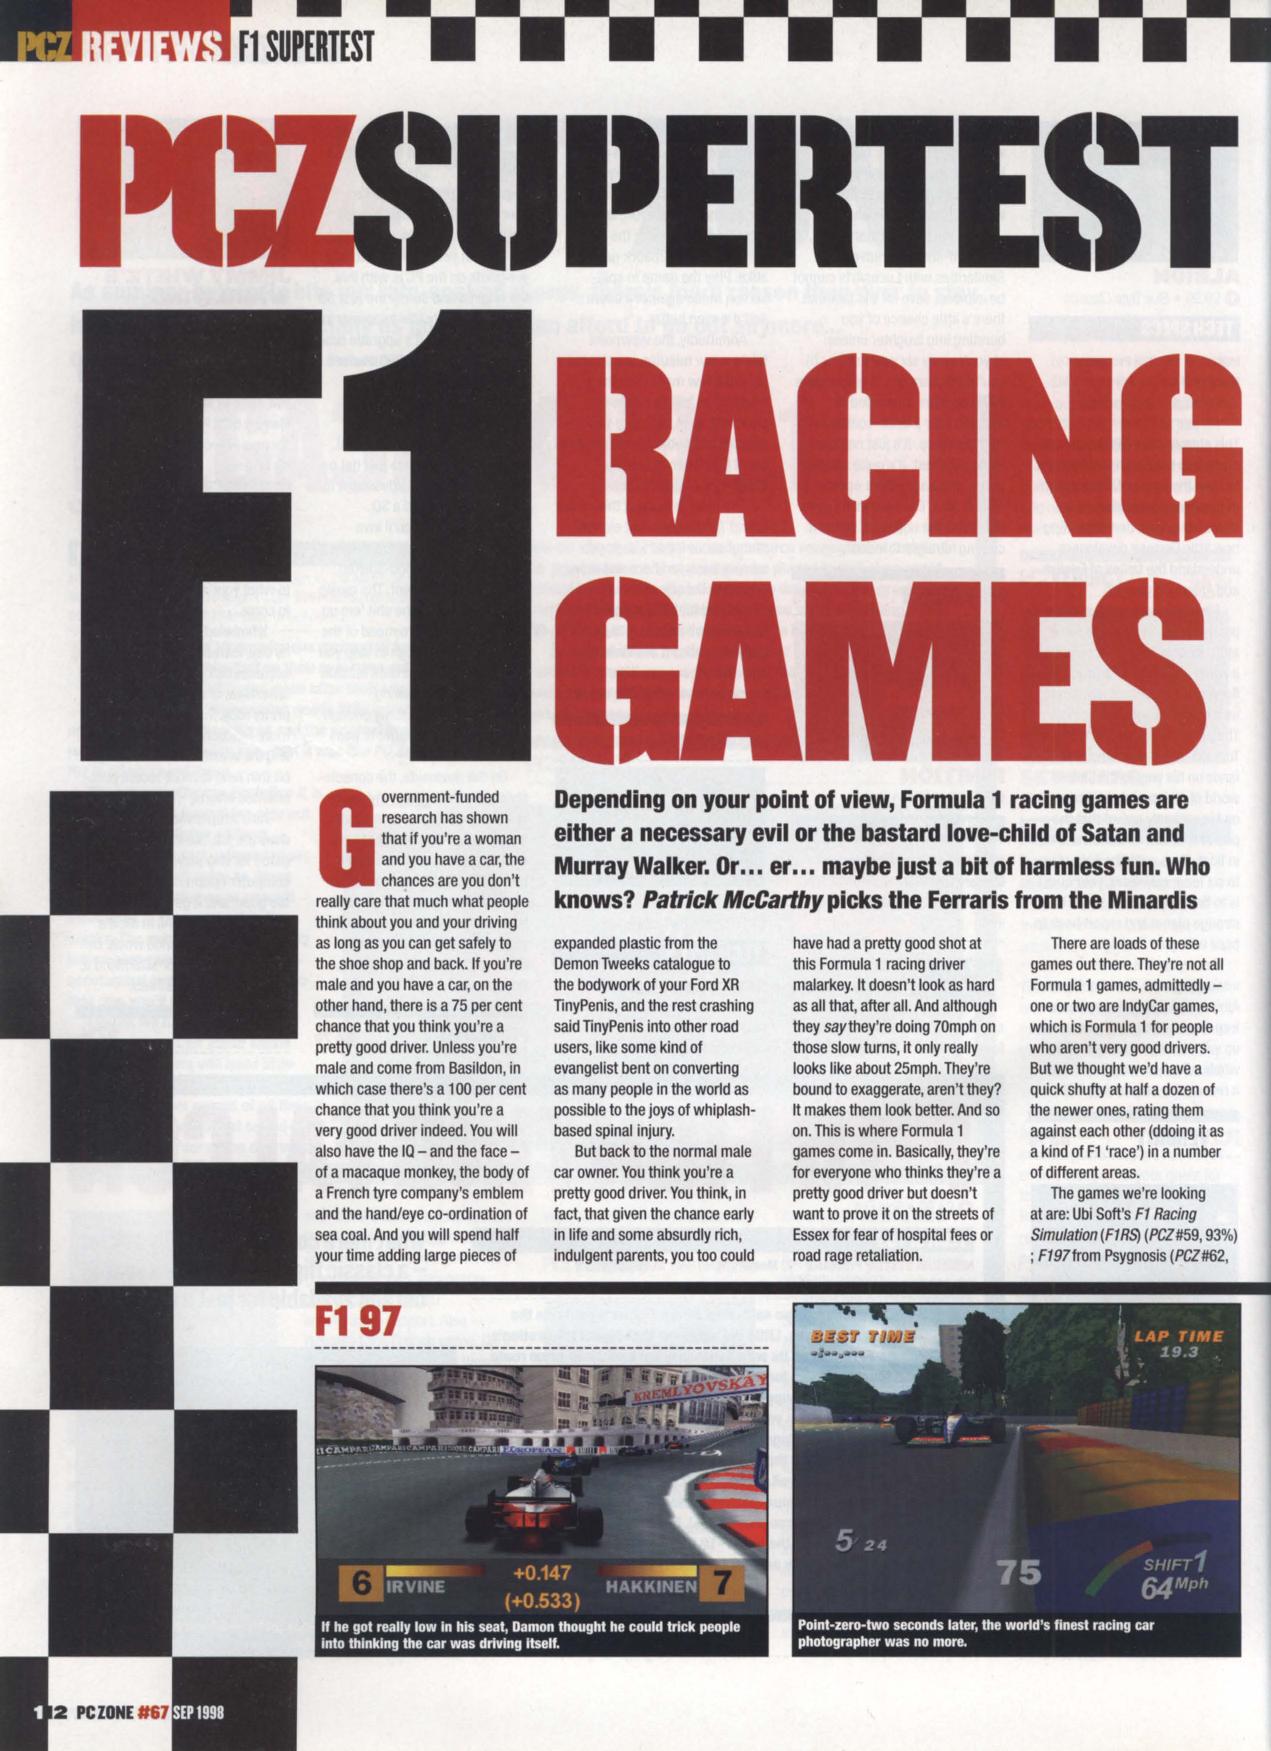 PCZ REVIEWS F1 SUPERTEST
PCZSUPERTEST
F1 RACING
GAMES
Depending on your point of view, Formula 1 racing games are
either a necessary evil or the bastard love-child of Satan and
Murray Walker. Or… er… maybe just a bit of harmless fun. Who
knows? Patrick McCarthy picks the Ferraris from the Minardis
Government-funded
research has shown
that if you're a woman
and you have a car, the
chances are you don't
really care that much what people
think about you and your driving
as long as you can get safely to
the shoe shop and back. If you're
male and you have a car, on the
other hand, there is a 75 per cent
chance that you think you're a
pretty good driver. Unless you're
male and come from Basildon, in
which case there's a 100 per cent
chance that you think you're a
very good driver indeed. You will
also have the IQ – and the face –
of a macaque monkey, the body of
a French tyre company's emblem
and the hand/eye co-ordination of
sea coal. And you will spend half
your time adding large pieces of
expanded plastic from the
Demon Tweeks catalogue to
the bodywork of your Ford XR
TinyPenis, and the rest crashing
said TinyPenis into other road
users, like some kind of
evangelist bent on converting
as many people in the world as
possible to the joys of whiplash-
based spinal injury.
But back to the normal male
car owner. You think you're a
pretty good driver. You think, in
fact, that given the chance early
in life and some absurdly rich,
indulgent parents, you too could
have had a pretty good shot at
this Formula 1 racing driver
malarkey. It doesn't look as hard
as all that, after all. And although
they say they're doing 70mph on
those slow turns, it only really
looks like about 25mph. They're
bound to exaggerate, aren't they?
It makes them look better. And so
on. This is where Formula 1
games come in. Basically, they're
for everyone who thinks they're a
pretty good driver but doesn't
want to prove it on the streets of
Essex for fear of hospital fees or
road rage retaliation.
There are loads of these
games out there. They're not all
Formula 1 games, admittedly –
one or two are IndyCar games,
which is Formula 1 for people
who aren't very good drivers.
But we thought we'd have a
quick shufty at half a dozen of
the newer ones, rating them
against each other (ddoing it as
a kind of F1 'race') in a number
of different areas.
The games we're looking
at are: Ubi Soft's F1 Racing
Simulation (F1RS) (PCZ #59, 93%)
; F197 from Psygnosis (PCZ #62,
F1 97
KREMLYOVSKAY
CAMPARI CAMPARI CAMPARI EUROPEAN
6 IRVINE +0.147 HAKKINEN 7
(+0.533)
If he got really low in his seat, Damon thought he could trick people
into thinking the car was driving itself.
BEST TIME
-:--.---
LAP TIME
19.3
5/24
75
SHIFT 1
64 Mph
Point-zero-two seconds later, the world's finest racing car
photographer was no more.
112 PC ZONE #67 SEP 1998